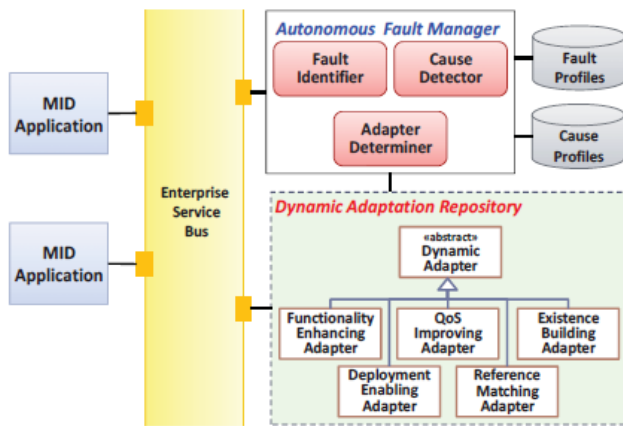 Autonomous Fault Manager
Fault
Identifier
Cause
Detector
Adapter
Determiner
Fault
Profiles
Cause
Profiles
MID
Application
MID
Application
Enterprise
Service
Bus
Dynamic Adaptation Repository
«abstract»
Dynamic
Adapter
Functionality
Enhancing
Adapter
QoS
Improving
Adapter
Existence
Building
Adapter
Deployment
Enabling
Adapter
Reference
Matching
Adapter